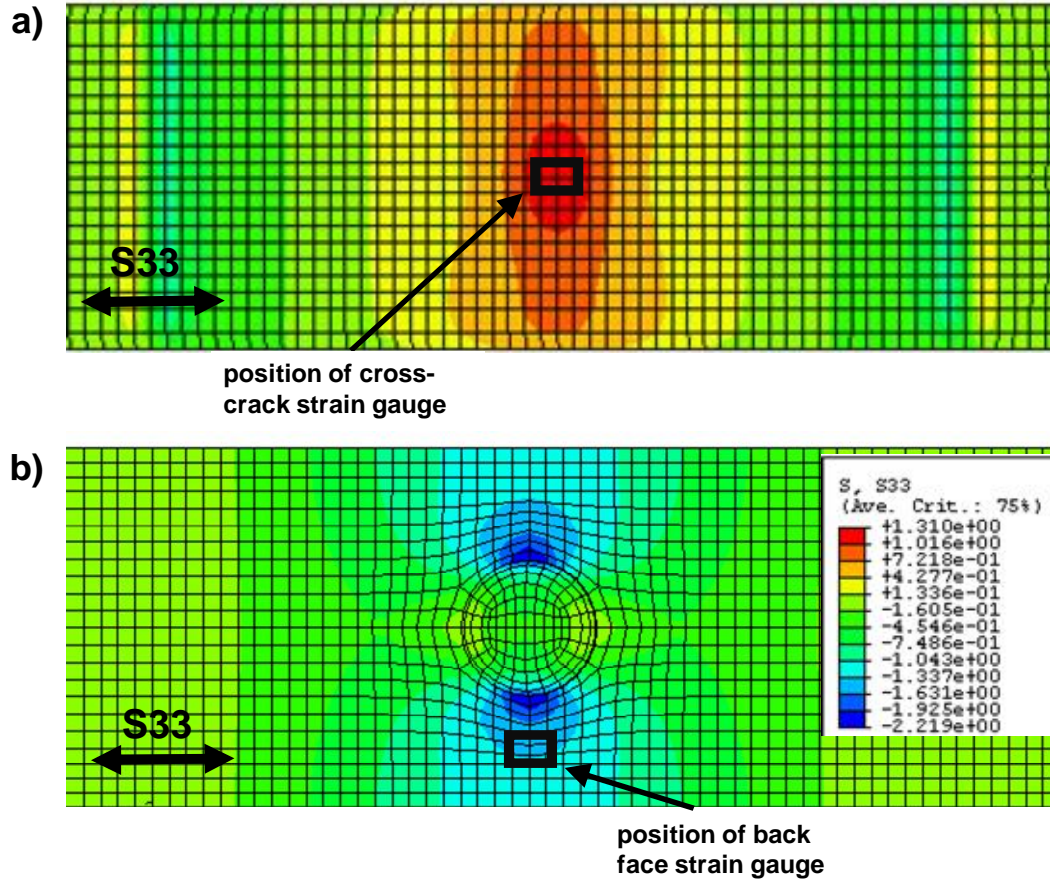 a)
S33
position of cross-
crack strain gauge
b)
S, S33
(Ave. Crit.: 75%)
+1.310e+00
+1.016e+00
+7.218e-01
+4.277e-01
+1.336e-01
-1.605e-01
-4.546e-01
-7.486e-01
-1.043e+00
-1.337e+00
-1.631e+00
-1.925e+00
-2.219e+00
S33
position of back
face strain gauge